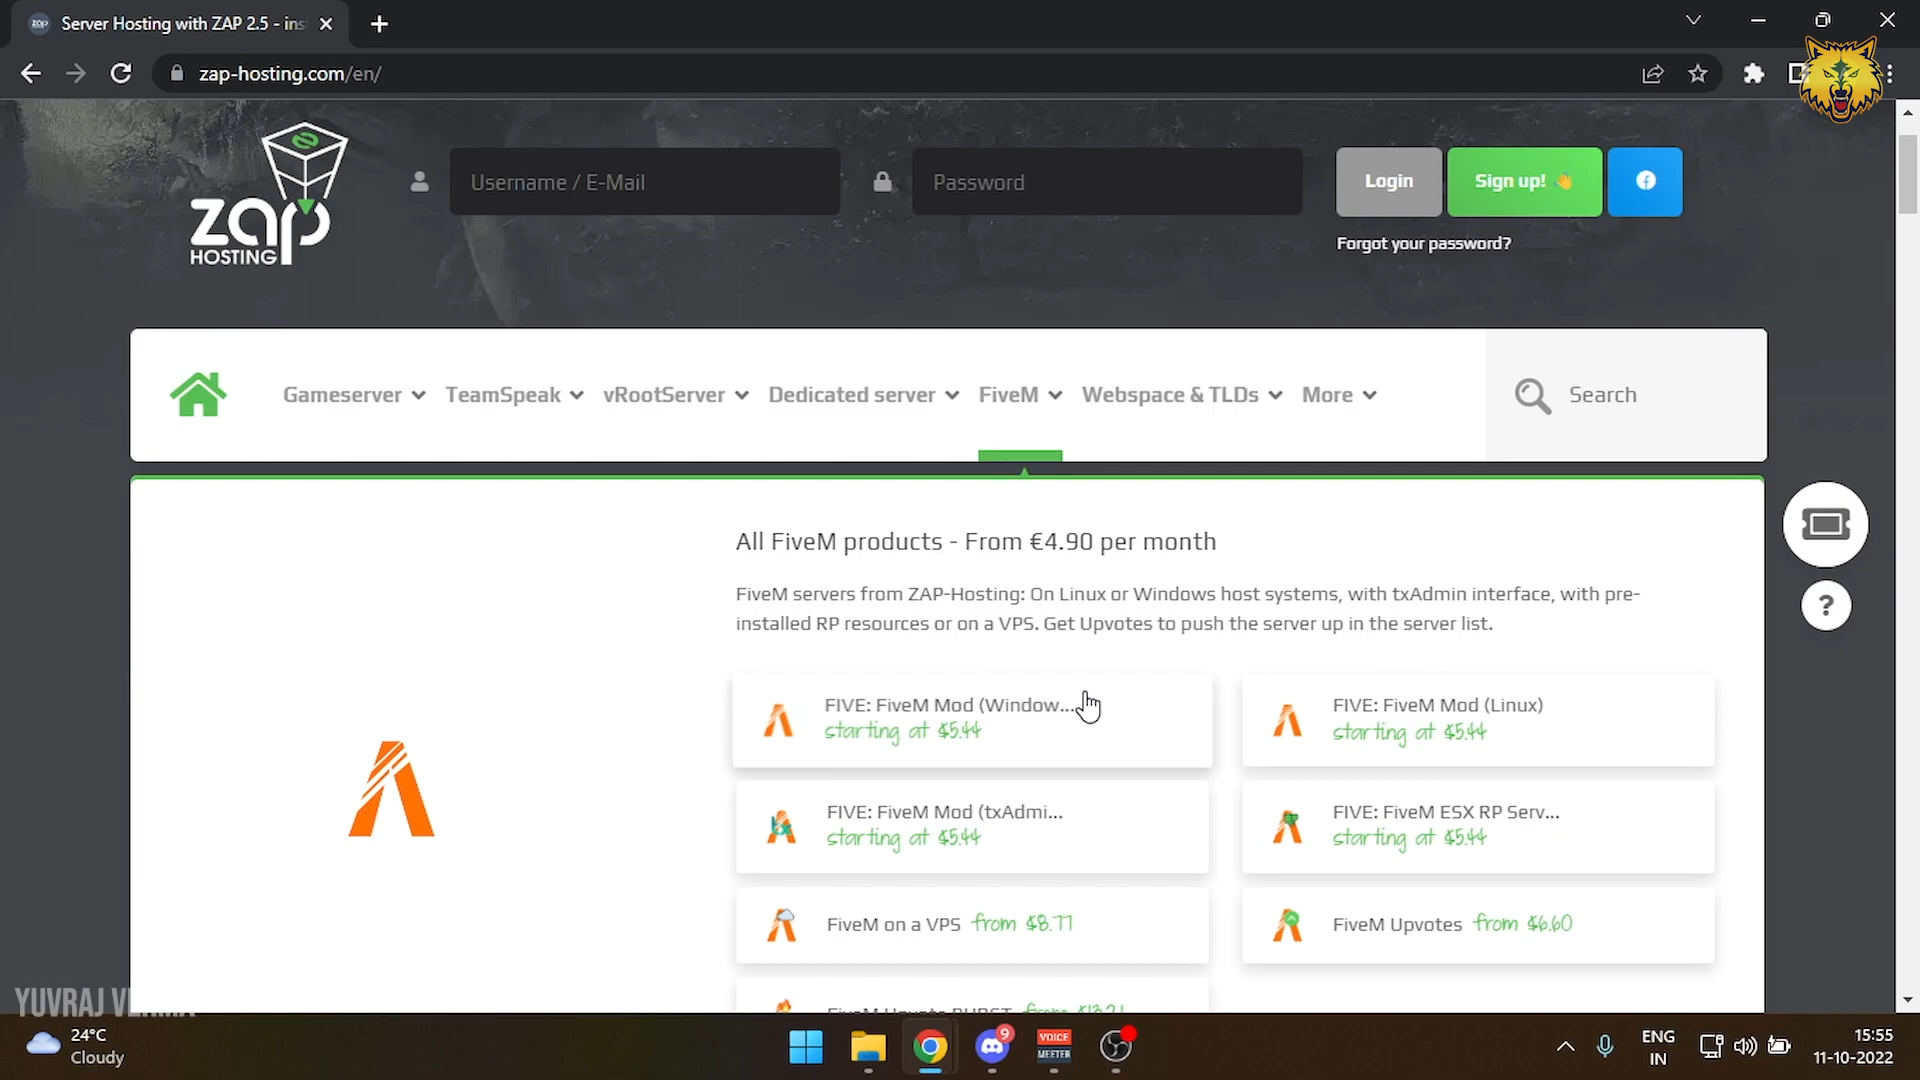 zap Server Hosting with ZAP 2.5 - ins
zap-hosting.com/en/
zap
HOSTING
Username / E-Mail
Password
Login
Sign up! 👋
Forgot your password?
Gameserver
TeamSpeak
vRootServer
Dedicated server
FiveM
Webspace & TLDs
More
Search
All FiveM products - From €4.90 per month
FiveM servers from ZAP-Hosting: On Linux or Windows host systems, with txAdmin interface, with pre-
installed RP resources or on a VPS. Get Upvotes to push the server up in the server list.
FIVE: FiveM Mod (Window...
starting at $5.44
FIVE: FiveM Mod (Linux)
starting at $5.44
FIVE: FiveM Mod (txAdmi...
starting at $5.44
FIVE: FiveM ESX RP Serv...
starting at $5.44
FiveM on a VPS from $8.77
FiveM Upvotes from $6.60
?
YUVRAJ
24°C
Cloudy
9
VOICE
MEETER
ENG
IN
15:55
11-10-2022